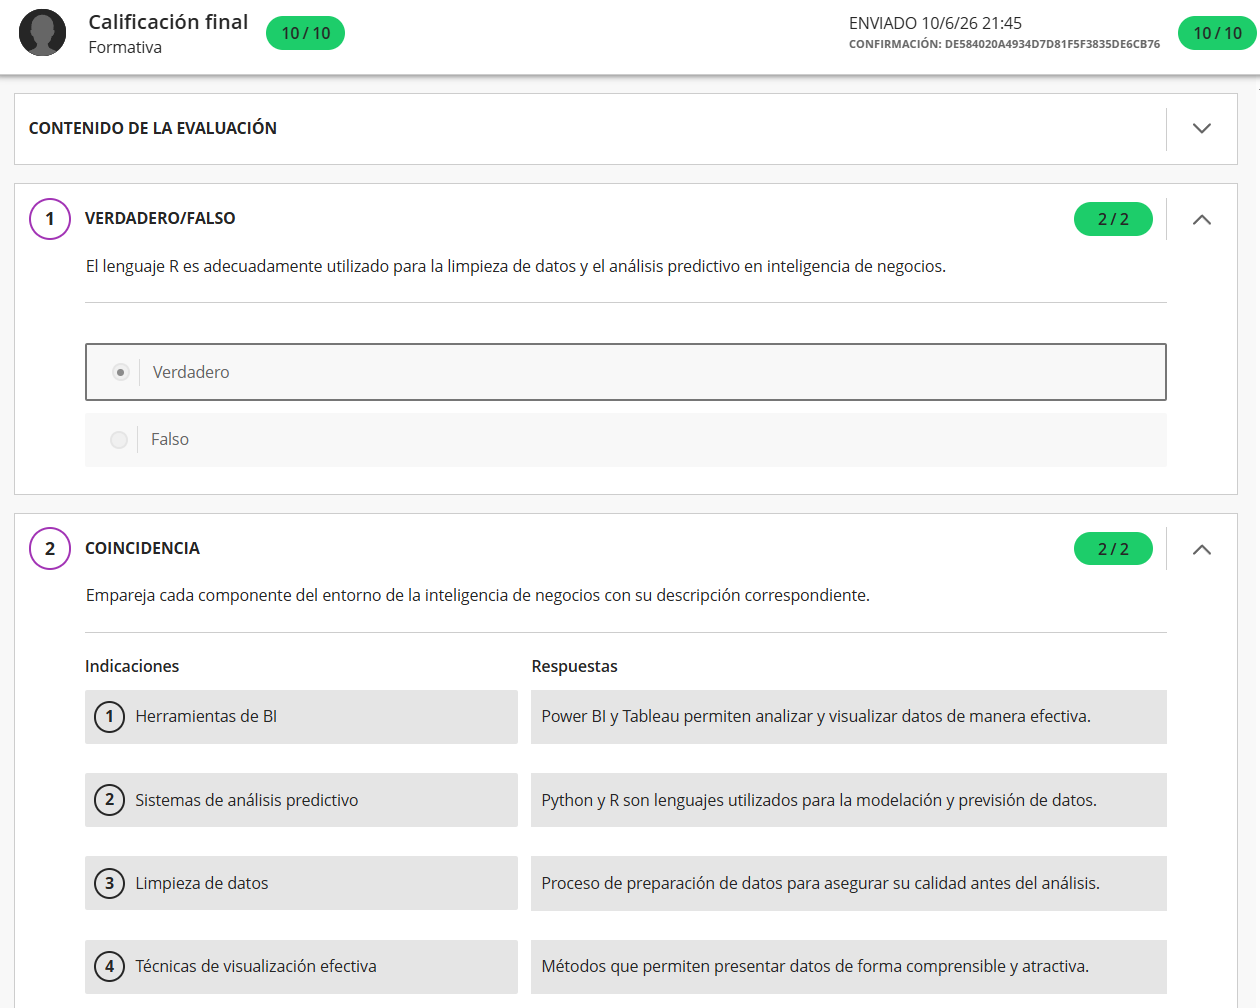 Calificación final
Formativa
10 / 10
ENVIADO 10/6/26 21:45
CONFIRMACIÓN: DE584020A4934D7D81F5F3835DE6CB76
10 / 10
CONTENIDO DE LA EVALUACIÓN
1 VERDADERO/FALSO 2 / 2
El lenguaje R es adecuadamente utilizado para la limpieza de datos y el análisis predictivo en inteligencia de negocios.
Verdadero
Falso
2 COINCIDENCIA 2 / 2
Empareja cada componente del entorno de la inteligencia de negocios con su descripción correspondiente.
Indicaciones Respuestas
1 Herramientas de BI Power BI y Tableau permiten analizar y visualizar datos de manera efectiva.
2 Sistemas de análisis predictivo Python y R son lenguajes utilizados para la modelación y previsión de datos.
3 Limpieza de datos Proceso de preparación de datos para asegurar su calidad antes del análisis.
4 Técnicas de visualización efectiva Métodos que permiten presentar datos de forma comprensible y atractiva.